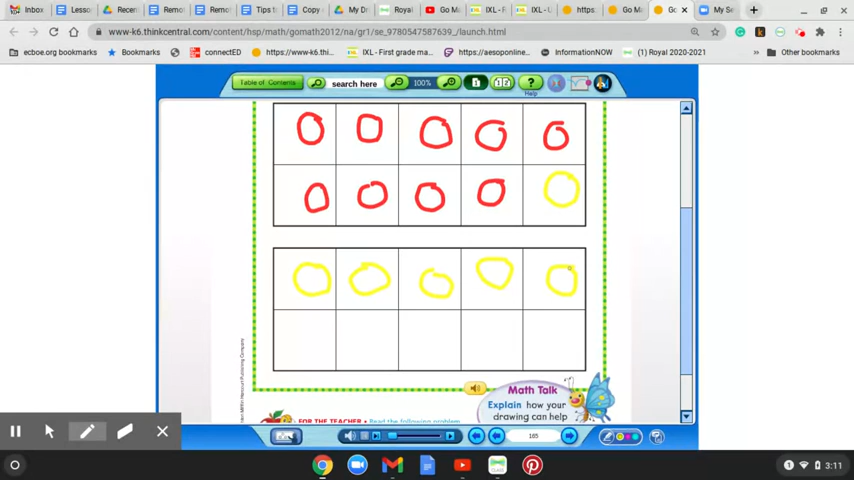 Inbox
Lesso
Recen
Remo
Remo
Tips f
Copy
My Dr
Royal
Go Ma
IXL - F
IXL - U
https
Go Ma
Go
My Se
www-k6.thinkcentral.com/content/hsp/math/gomath2012/na/gr1/se_9780547587639_/launch.html
ecboe.org bookmarks
Bookmarks
connectED
https://www-k6.thi...
IXL - First grade ma...
https://aesoponline...
InformationNOW
(1) Royal 2020-2021
Other bookmarks
Table of Contents
search here
100%
1
1 2
?
Help
Math Talk
Explain how your
drawing can help
FOR THE TEACHER • Read the following problem.
165
1
3:11